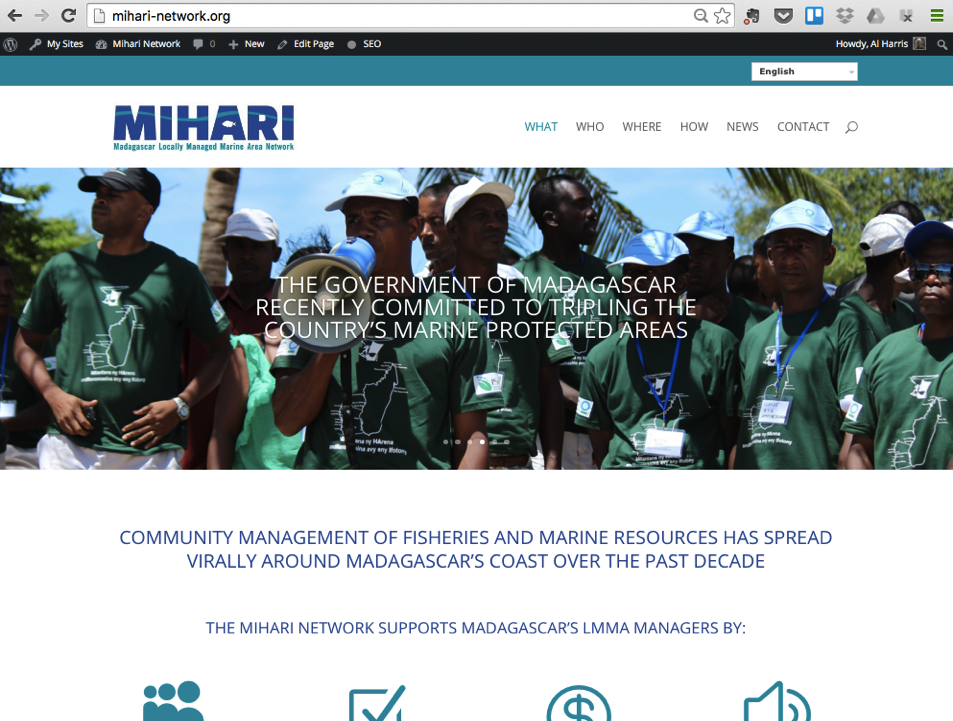 mihari-network.org
My Sites Mihari Network 0 New Edit Page SEO Howdy, Al Harris
English
MIHARI
Madagascar Locally Managed Marine Area Network
WHAT WHO WHERE HOW NEWS CONTACT
THE GOVERNMENT OF MADAGASCAR
RECENTLY COMMITTED TO TRIPLING THE
COUNTRY'S MARINE PROTECTED AREAS
COMMUNITY MANAGEMENT OF FISHERIES AND MARINE RESOURCES HAS SPREAD
VIRALLY AROUND MADAGASCAR'S COAST OVER THE PAST DECADE
THE MIHARI NETWORK SUPPORTS MADAGASCAR'S LMMA MANAGERS BY: